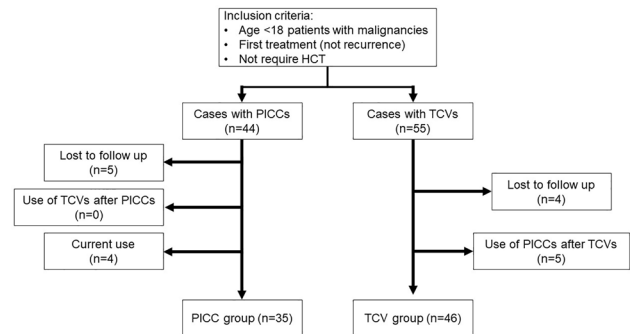 Inclusion criteria:
• Age <18 patients with malignancies
• First treatment (not recurrence)
• Not require HCT
Cases with PICCs
(n=44)
Cases with TCVs
(n=55)
Lost to follow up
(n=5)
Use of TCVs after PICCs
(n=0)
Current use
(n=4)
Lost to follow up
(n=4)
Use of PICCs after TCVs
(n=5)
PICC group (n=35)
TCV group (n=46)